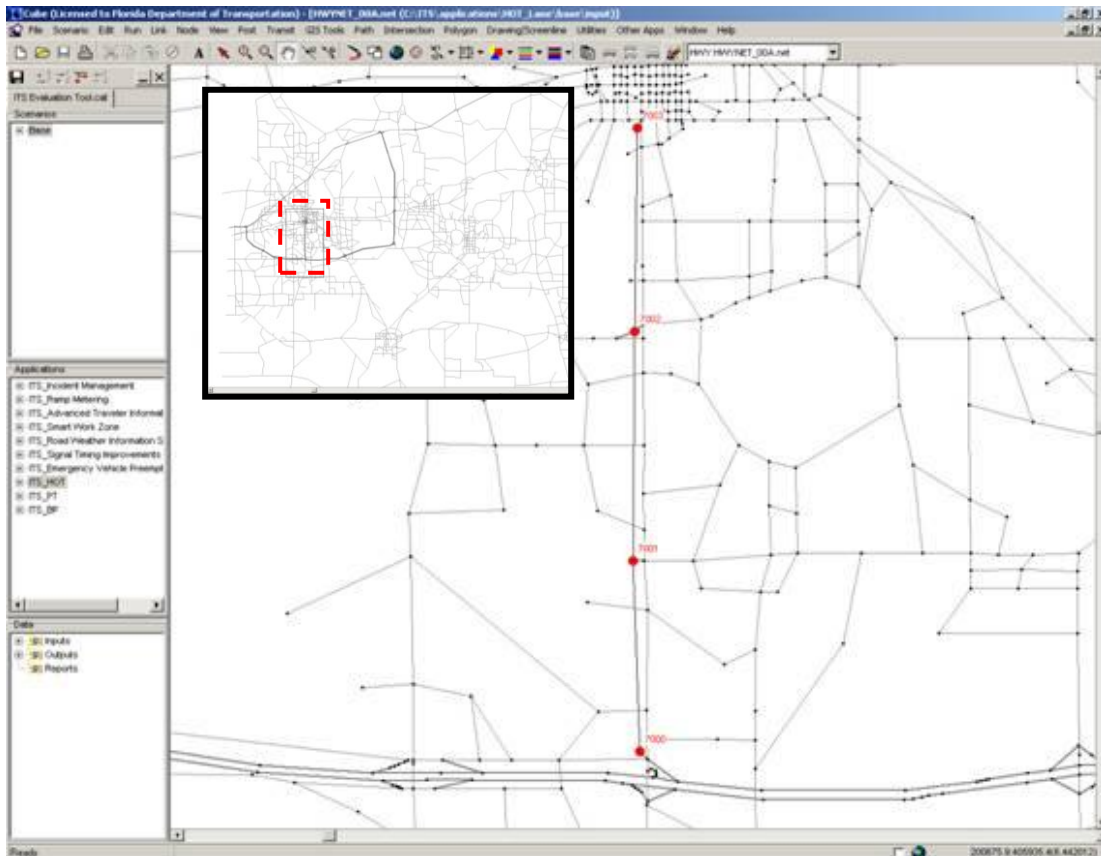 Cube (Licensed to Florida Department of Transportation) - [HWYNET_00A.net (C:\ITS\applications\HOT_Lane\base\input)]
File Scenario Edit Run Link Node View Post Transit GIS Tools Path Intersection Polygon Drawing/Screenline Utilities Other Apps Window Help
A HWY:HWYNET_00A.net
ITS Evaluation Tool.cat
Scenarios
Base
Applications
ITS_Incident Management
ITS_Ramp Metering
ITS_Advanced Traveler Informat
ITS_Smart Work Zone
ITS_Road Weather Information S
ITS_Signal Timing Improvements
ITS_Emergency Vehicle Preempt
ITS_HOT
ITS_PT
ITS_BP
Data
Inputs
Outputs
Reports
7003
7002
7001
7000
Ready